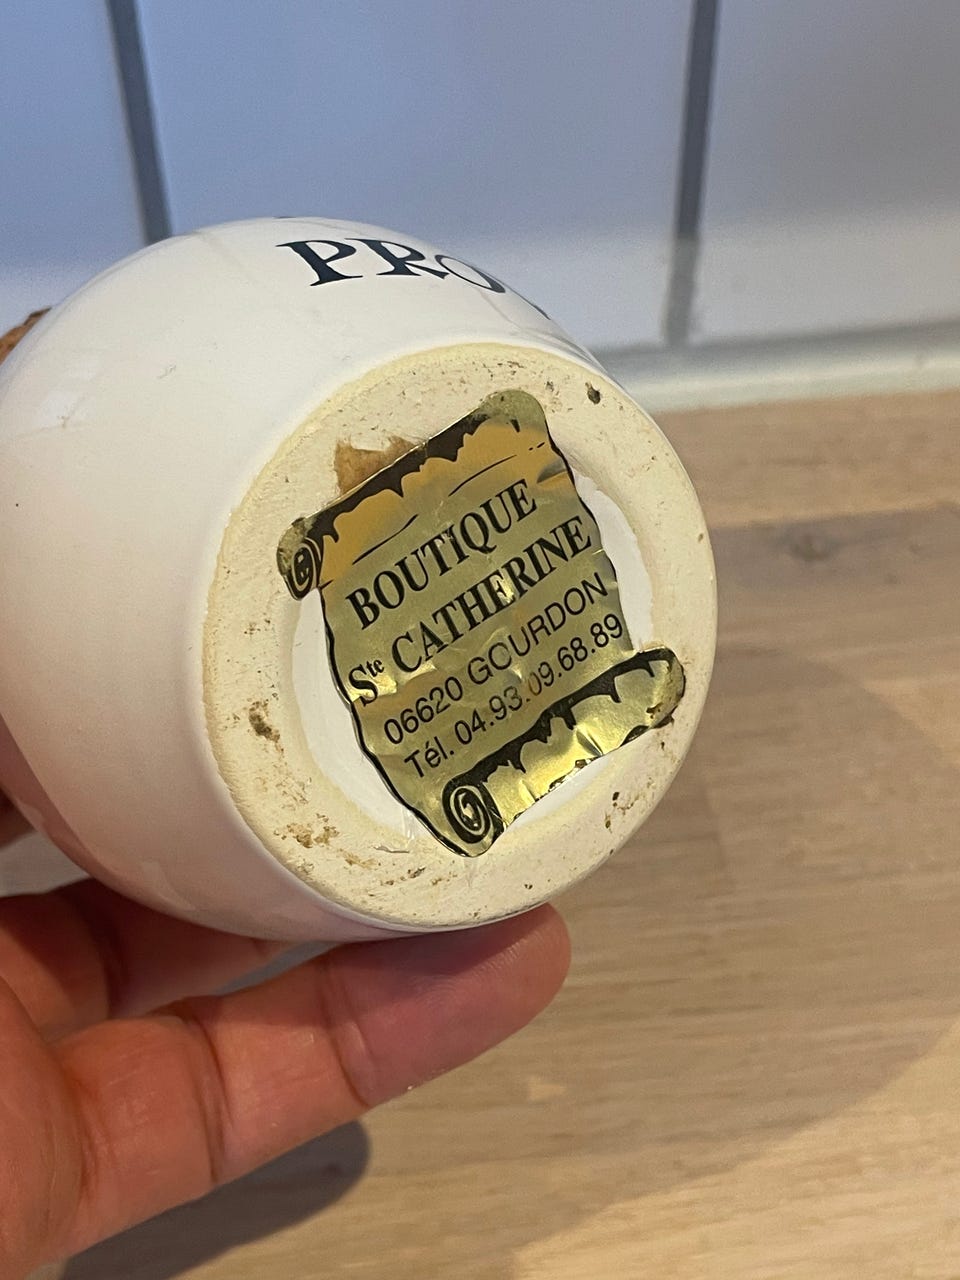 PRO
BOUTIQUE
Ste CATHERINE
06620 GOURDON
Tél. 04.93.09.68.89